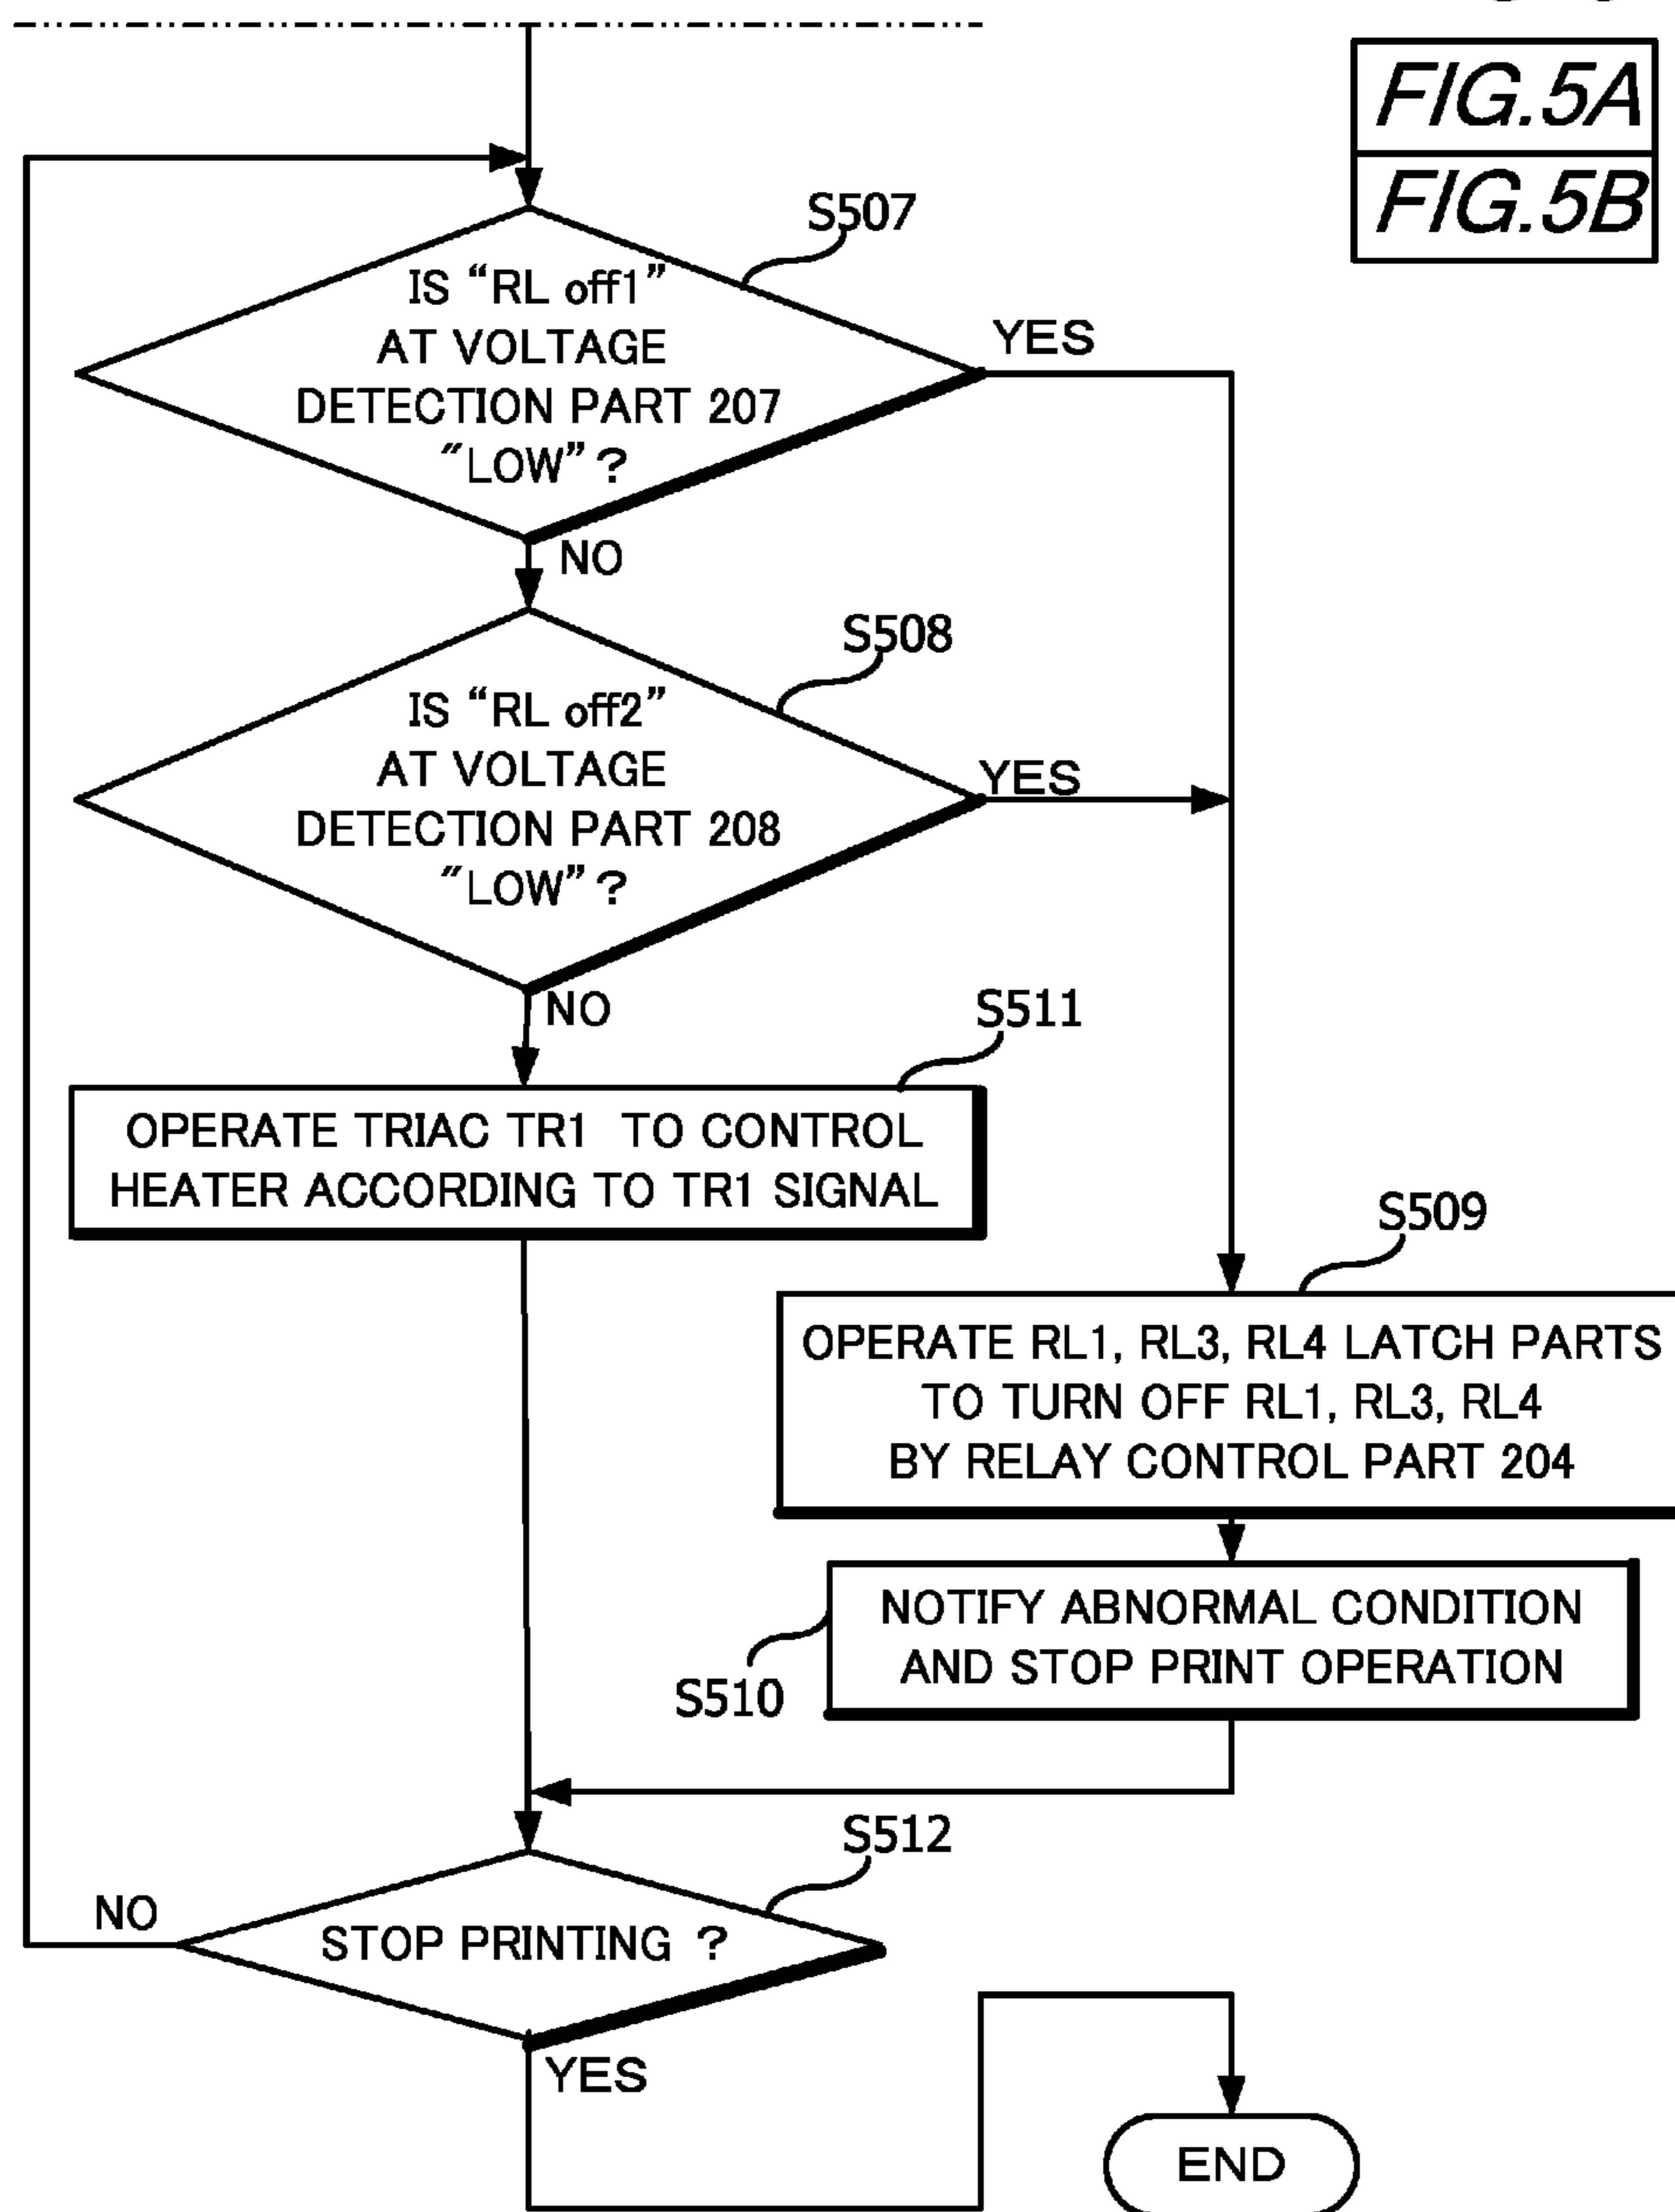 FIG.5A
FIG.5B
S507
IS “RL off1”
AT VOLTAGE
DETECTION PART 207
"LOW”?
YES
NO
S508
IS “RL off2”
AT VOLTAGE
DETECTION PART 208
"LOW”?
YES
NO
S511
OPERATE TRIAC TR1 TO CONTROL
HEATER ACCORDING TO TR1 SIGNAL
S509
OPERATE RL1, RL3, RL4 LATCH PARTS
TO TURN OFF RL1, RL3, RL4
BY RELAY CONTROL PART 204
NOTIFY ABNORMAL CONDITION
AND STOP PRINT OPERATION
S510
S512
NO
STOP PRINTING ?
YES
END